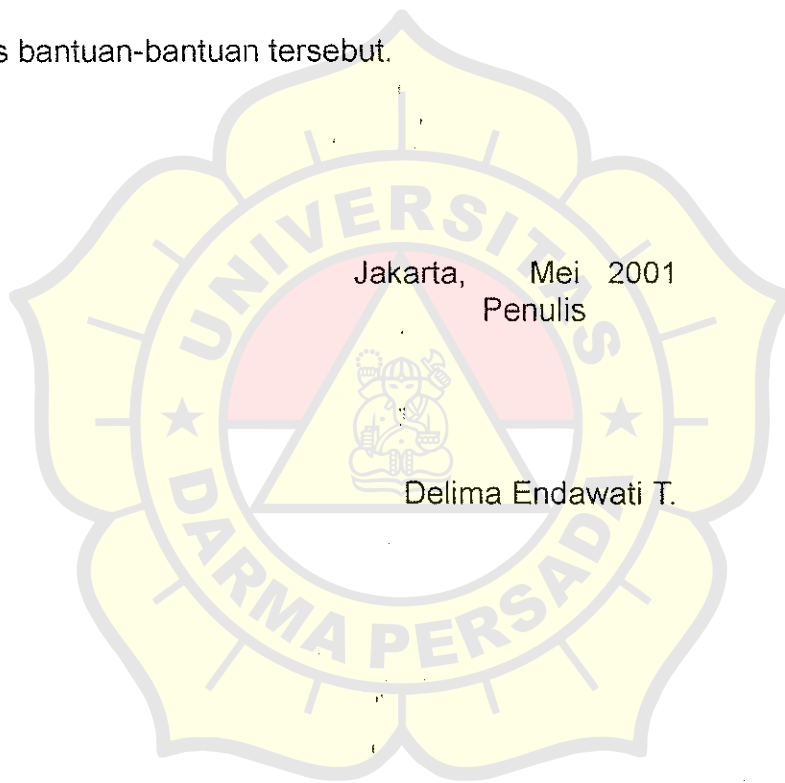 s bantuan-bantuan tersebut.
UNIVERSITAS
Jakarta, Mei 2001
Penulis
Delima Endawati T.
DARMA PERSADA